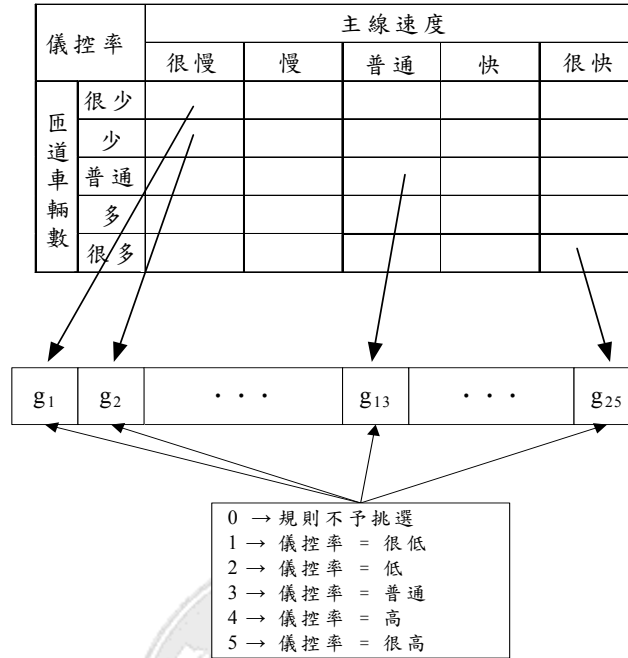 儀控率
主線速度
很慢 慢 普通 快 很快
匝道車輛數
很少
少
普通
多
很多
g1 g2 · · · g13 · · · g25
0 → 規則不予挑選
1 → 儀控率 = 很低
2 → 儀控率 = 低
3 → 儀控率 = 普通
4 → 儀控率 = 高
5 → 儀控率 = 很高